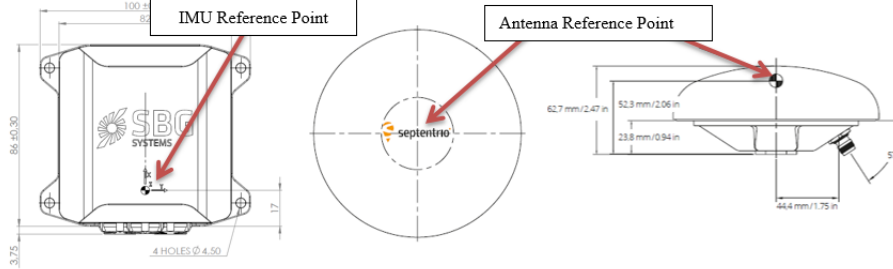 IMU Reference Point
Antenna Reference Point
100 ±
82
86 ±0,30
SBG
SYSTEMS
X
17
3,75
4 HOLES Ø 4.50
septentrio
62,7 mm/2.47 in
52,3 mm/2.06 in
23.8 mm/0.94 in
44,4 mm/1.75 in
5